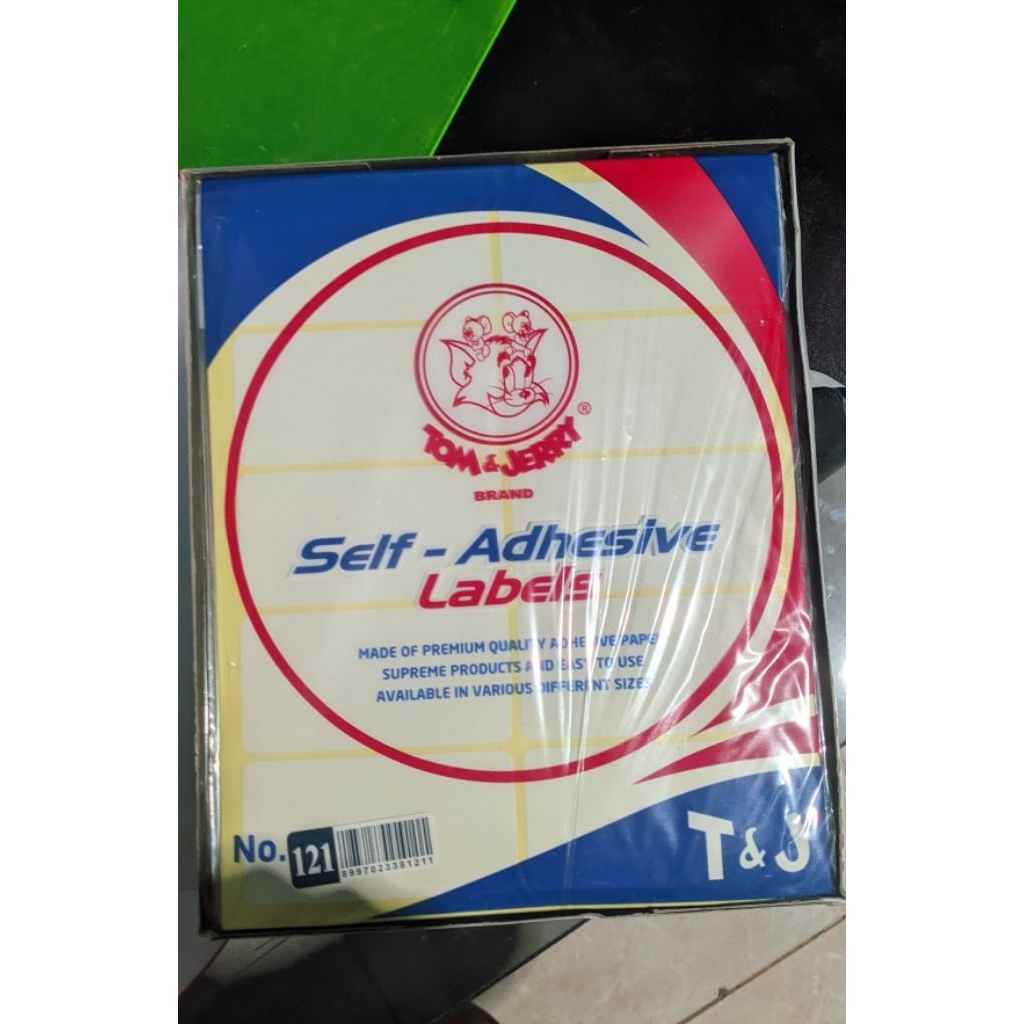 TOM & JERRY ®
BRAND
Self - Adhesive
Labels
MADE OF PREMIUM QUALITY ADHESIVE PAPER
SUPREME PRODUCTS AND EASY TO USE
AVAILABLE IN VARIOUS DIFFERENT SIZES
No. 121
8997023381211
T & J